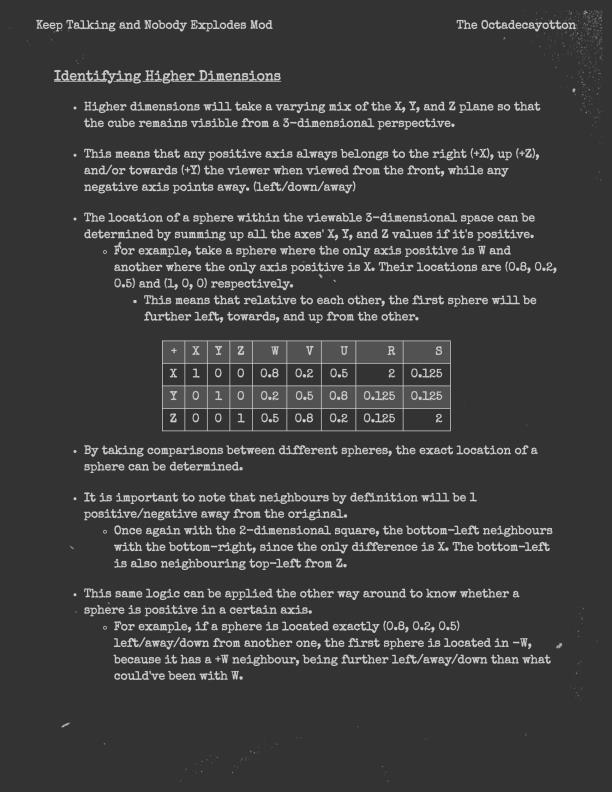 Keep Talking and Nobody Explodes Mod The Octadecayotton
Identifying Higher Dimensions
• Higher dimensions will take a varying mix of the X, Y, and Z plane so that
the cube remains visible from a 3-dimensional perspective.
• This means that any positive axis always belongs to the right (+X), up (+Z),
and/or towards (+Y) the viewer when viewed from the front, while any
negative axis points away. (left/down/away)
• The location of a sphere within the viewable 3-dimensional space can be
determined by summing up all the axes' X, Y, and Z values if it's positive.
◦ For example, take a sphere where the only axis positive is W and
another where the only axis positive is X. Their locations are (0.8, 0.2,
0.5) and (1, 0, 0) respectively.
▪ This means that relative to each other, the first sphere will be
further left, towards, and up from the other.
+ X Y Z W V U R S
X 1 0 0 0.8 0.2 0.5 2 0.125
Y 0 1 0 0.2 0.5 0.8 0.125 0.125
Z 0 0 1 0.5 0.8 0.2 0.125 2
• By taking comparisons between different spheres, the exact location of a
sphere can be determined.
• It is important to note that neighbours by definition will be 1
positive/negative away from the original.
◦ Once again with the 2-dimensional square, the bottom-left neighbours
with the bottom-right, since the only difference is X. The bottom-left
is also neighbouring top-left from Z.
• This same logic can be applied the other way around to know whether a
sphere is positive in a certain axis.
◦ For example, if a sphere is located exactly (0.8, 0.2, 0.5)
left/away/down from another one, the first sphere is located in -W,
because it has a +W neighbour, being further left/away/down than what
could've been with W.